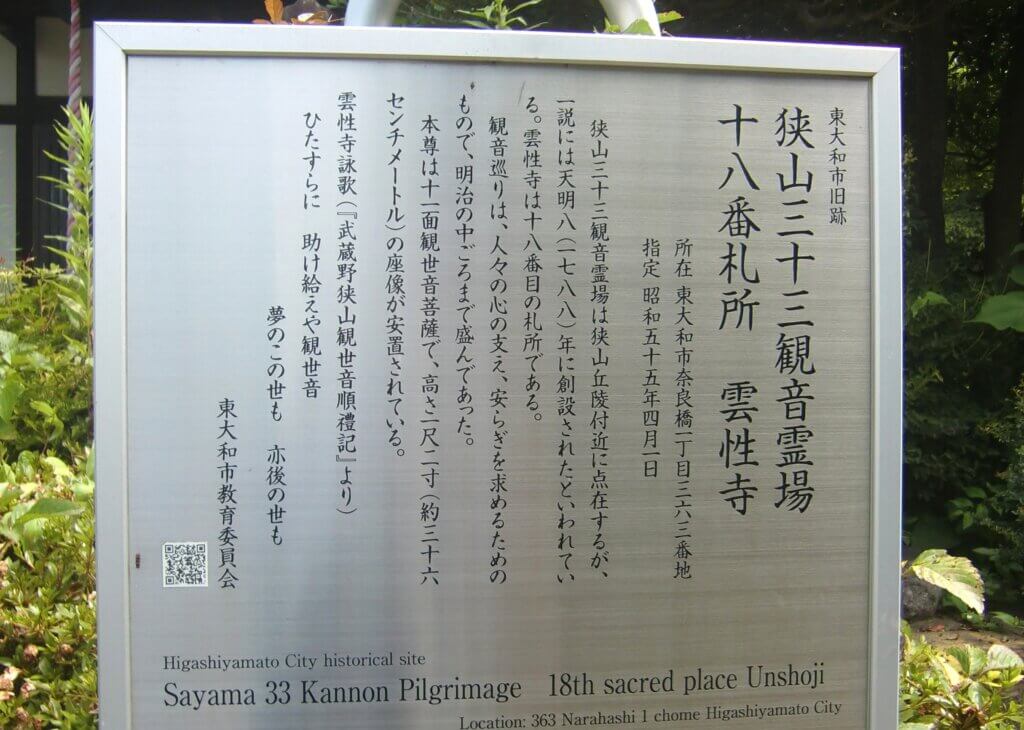 東大和市旧跡
狭山三十三観音霊場
十八番札所　雲性寺
所在 東大和市奈良橋一丁目三六三番地
指定 昭和五十五年四月一日
狭山三十三観音霊場は狭山丘陵付近に点在するが、
一説には天明八(一七八八)年に創設されたといわれてい
る。雲性寺は十八番目の札所である。
観音巡りは、人々の心の支え、安らぎを求めるための
もので、明治の中ごろまで盛んであった。
本尊は十一面観世音菩薩で、高さ一尺二寸(約三十六
センチメートル)の座像が安置されている。
雲性寺詠歌(『武蔵野狭山観世音順禮記』より)
ひたすらに　助け給えや観世音
夢のこの世も　亦後の世も
東大和市教育委員会
Higashiyamato City historical site
Sayama 33 Kannon Pilgrimage 18th sacred place Unshoji
Location: 363 Narahashi 1 chome Higashiyamato City